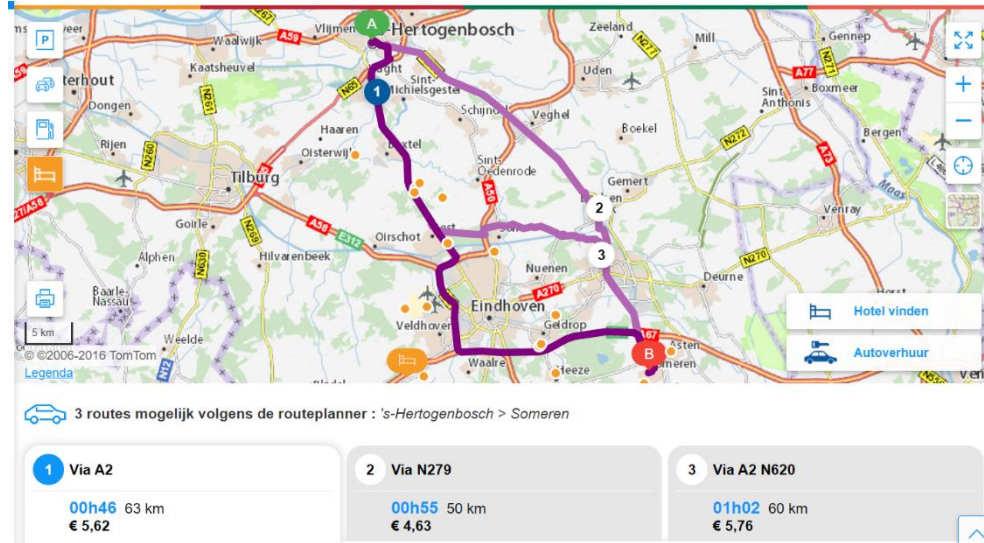 Vlijmen
's-Hertogenbosch
Zeeland
Mill
Gennep
Waalwijk
A59
N267
N277
N271
Kaatsheuvel
N65
Sint-
Michielsgestel
Uden
A77
Boxmeer
Sint
Anthonis
Dongen
N261
Schijndel
Veghel
Haaren
Boekel
N272
Bergen
Rijen
N260
Oisterwijk
Boxtel
A73
Tilburg
Sint-
Oedenrode
A50
Gemert
Maas
Venray
Goirle
A58
E312
Oirschot
N269
N630
Alphen
Hilvarenbeek
Nuenen
N270
Deurne
A270
Baarle-
Nassau
Eindhoven
Horst
Veldhoven
Geldrop
A67
Weelde
N12
Waalre
Heeze
Asten
Someren
A
1
2
3
B
P
5 km
© ©2006-2016 TomTom
Legenda
Hotel vinden
Autoverhuur
3 routes mogelijk volgens de routeplanner : 's-Hertogenbosch > Someren
1 Via A2
00h46 63 km
€ 5,62
2 Via N279
00h55 50 km
€ 4,63
3 Via A2 N620
01h02 60 km
€ 5,76